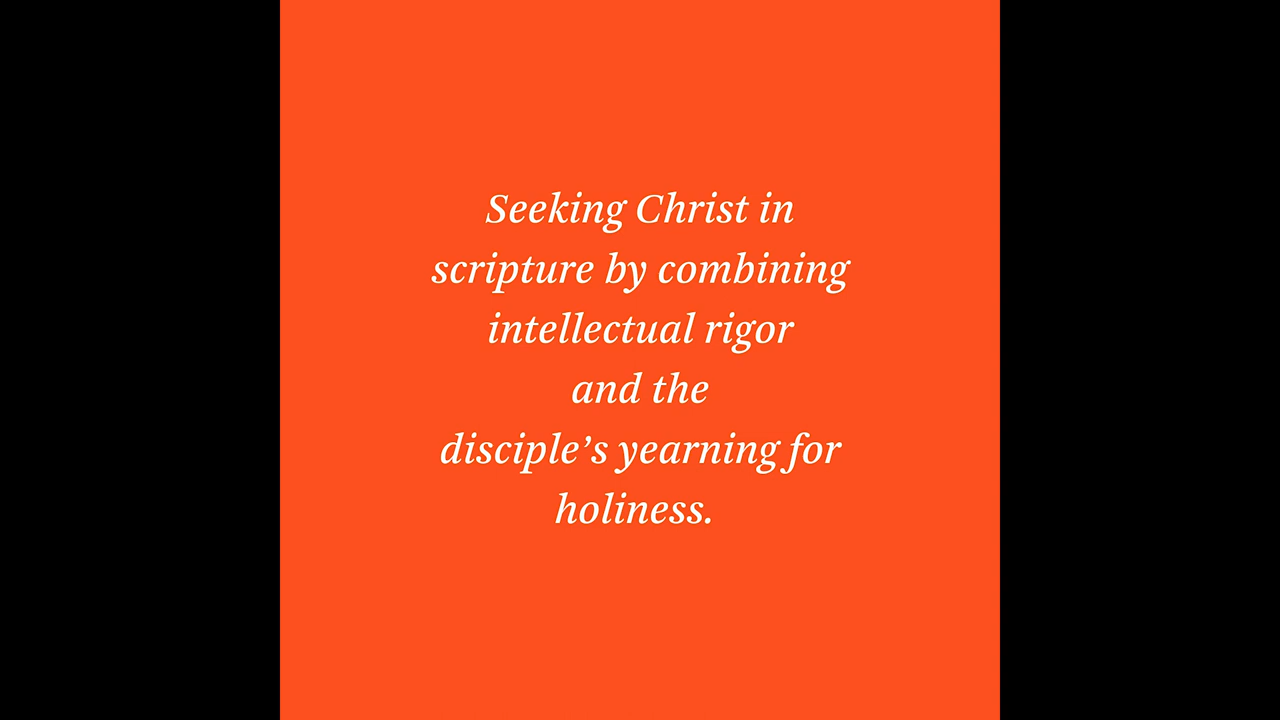 Seeking Christ in
scripture by combining
intellectual rigor
and the
disciple’s yearning for
holiness.